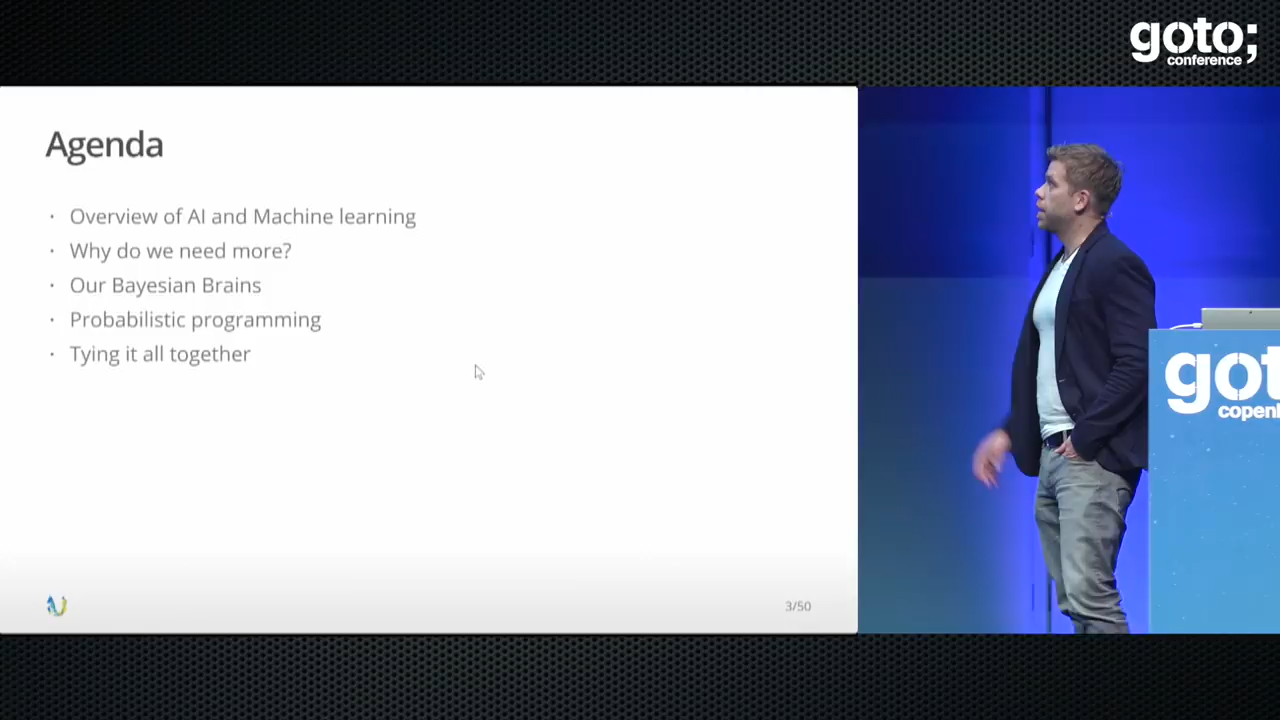 goto;
conference
Agenda
· Overview of AI and Machine learning
· Why do we need more?
· Our Bayesian Brains
· Probabilistic programming
· Tying it all together
3/50
got
copen